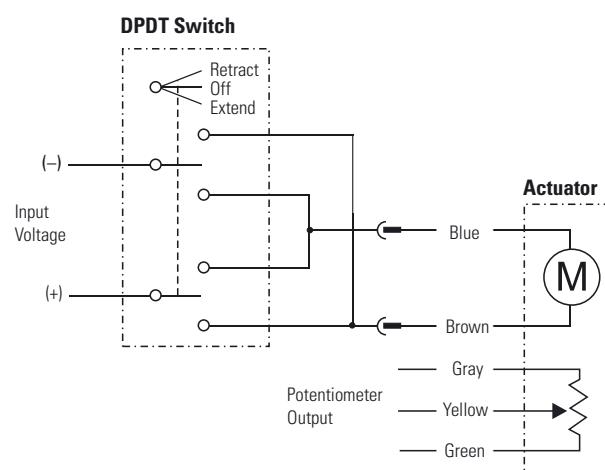 DPDT Switch
Retract
Off
Extend
(–)
Input
Voltage
(+)
Actuator
Blue
M
Brown
Gray
Potentiometer
Output
Yellow
Green